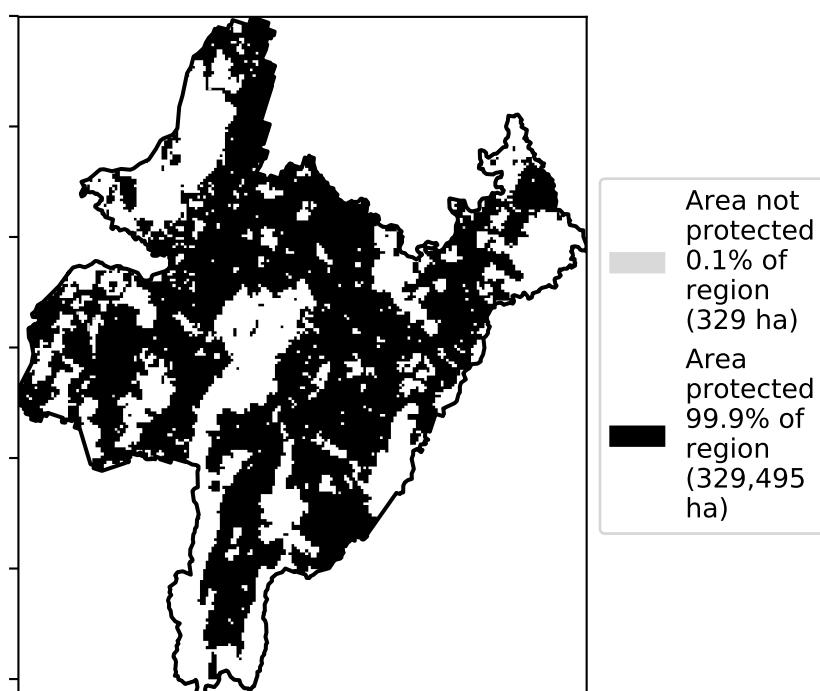 Area not
protected
0.1% of
region
(329 ha)
Area
protected
99.9% of
region
(329,495
ha)